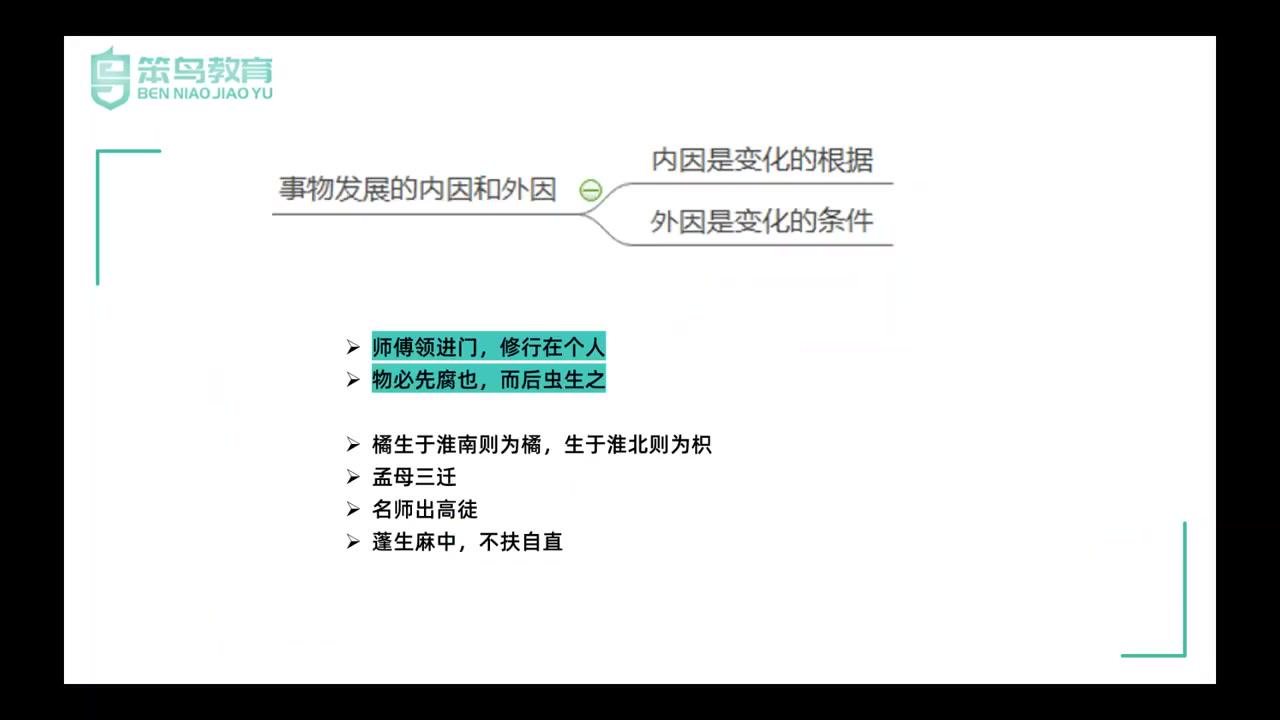 笨鸟教育
BEN NIAO JIAO YU
内因是变化的根据
事物发展的内因和外因
外因是变化的条件
师傅领进门，修行在个人
物必先腐也，而后虫生之
橘生于淮南则为橘，生于淮北则为枳
孟母三迁
名师出高徒
蓬生麻中，不扶自直